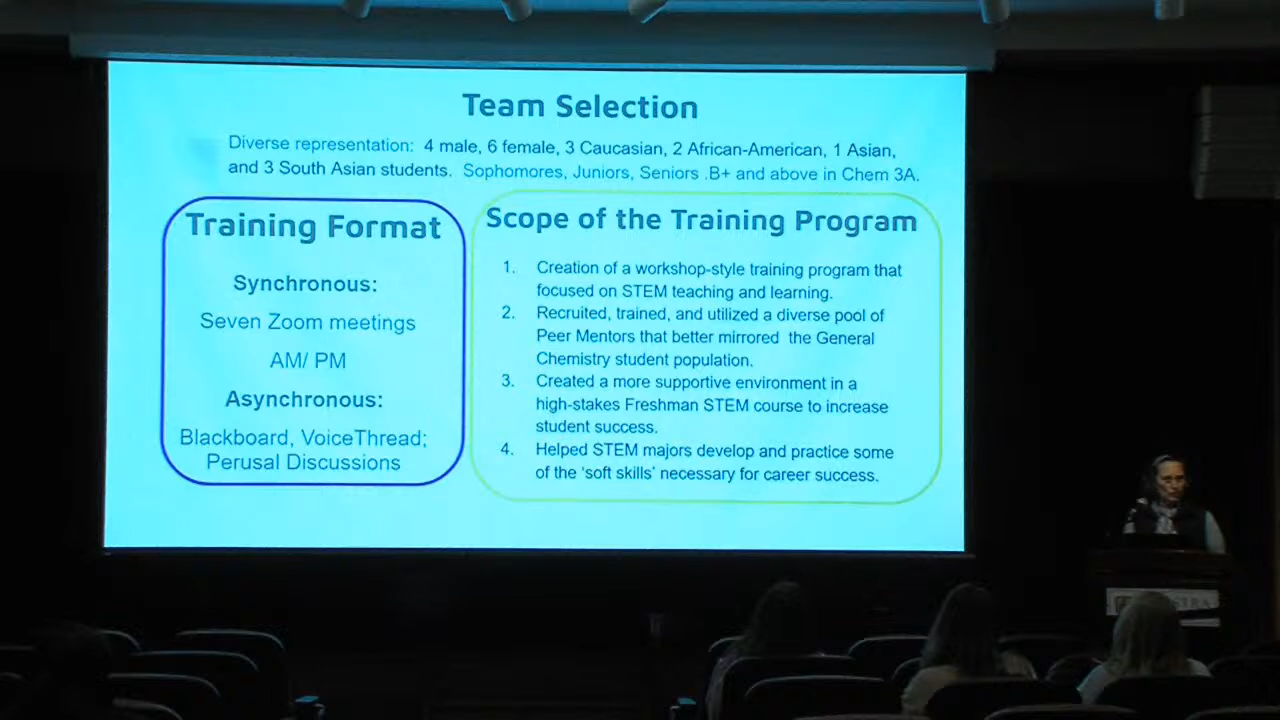 Team Selection
Diverse representation: 4 male, 6 female, 3 Caucasian, 2 African-American, 1 Asian,
and 3 South Asian students. Sophomores, Juniors, Seniors .B+ and above in Chem 3A.
Training Format
Synchronous:
Seven Zoom meetings
AM/ PM
Asynchronous:
Blackboard, VoiceThread;
Perusal Discussions
Scope of the Training Program
1. Creation of a workshop-style training program that
focused on STEM teaching and learning.
2. Recruited, trained, and utilized a diverse pool of
Peer Mentors that better mirrored the General
Chemistry student population.
3. Created a more supportive environment in a
high-stakes Freshman STEM course to increase
student success.
4. Helped STEM majors develop and practice some
of the ‘soft skills’ necessary for career success.